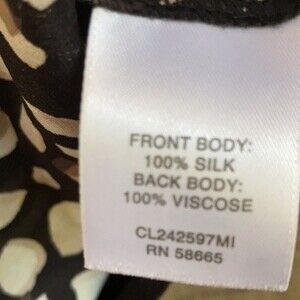 FRONT BODY:
100% SILK
BACK BODY:
100% VISCOSE
CL242597MI
RN 58665